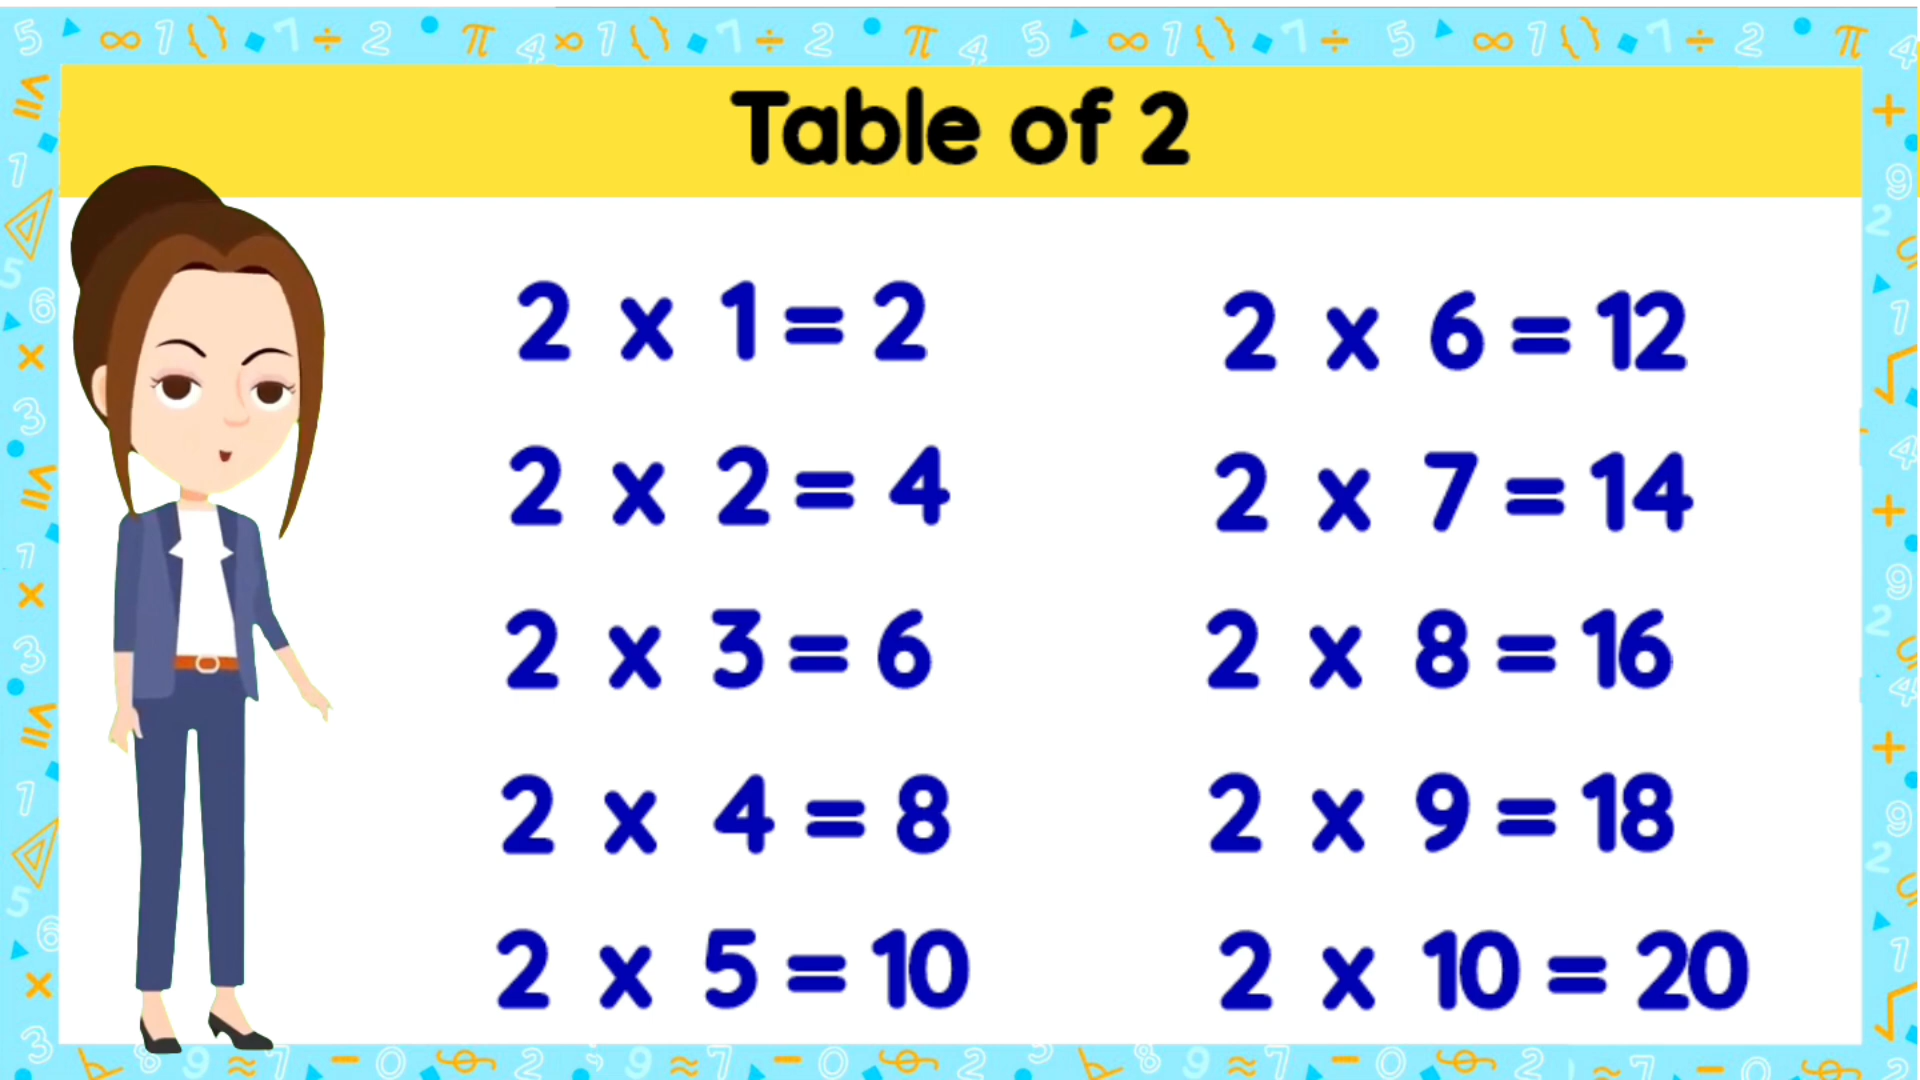 Table of 2
2 x 1 = 2
2 x 2 = 4
2 x 3 = 6
2 x 4 = 8
2 x 5 = 10
2 x 6 = 12
2 x 7 = 14
2 x 8 = 16
2 x 9 = 18
2 x 10 = 20